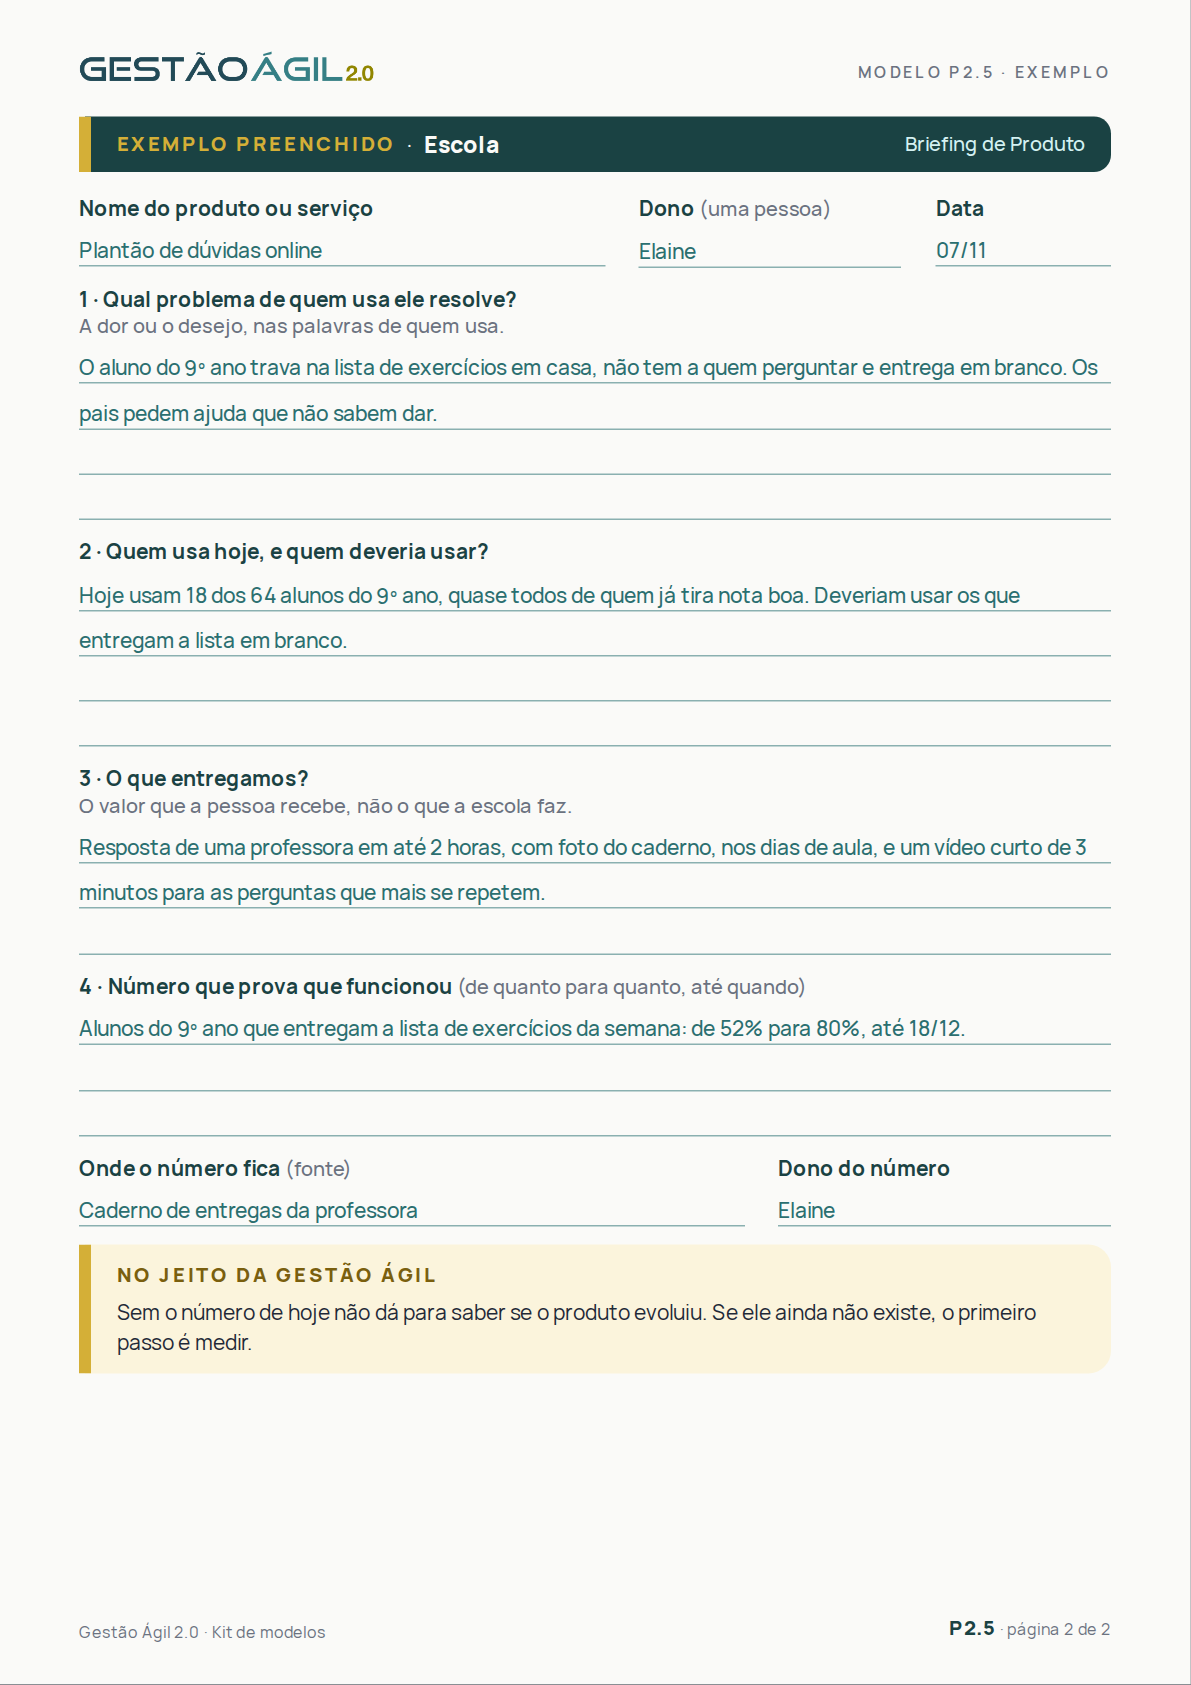 GESTÃOÁGIL2.0
MODELO P2.5 · EXEMPLO
EXEMPLO PREENCHIDO · Escola
Briefing de Produto
Nome do produto ou serviço
Dono (uma pessoa)
Data
Plantão de dúvidas online
Elaine
07/11
1 · Qual problema de quem usa ele resolve?
A dor ou o desejo, nas palavras de quem usa.
O aluno do 9º ano trava na lista de exercícios em casa, não tem a quem perguntar e entrega em branco. Os
pais pedem ajuda que não sabem dar.
2 · Quem usa hoje, e quem deveria usar?
Hoje usam 18 dos 64 alunos do 9º ano, quase todos de quem já tira nota boa. Deveriam usar os que
entregam a lista em branco.
3 · O que entregamos?
O valor que a pessoa recebe, não o que a escola faz.
Resposta de uma professora em até 2 horas, com foto do caderno, nos dias de aula, e um vídeo curto de 3
minutos para as perguntas que mais se repetem.
4 · Número que prova que funcionou (de quanto para quanto, até quando)
Alunos do 9º ano que entregam a lista de exercícios da semana: de 52% para 80%, até 18/12.
Onde o número fica (fonte)
Dono do número
Caderno de entregas da professora
Elaine
NO JEITO DA GESTÃO ÁGIL
Sem o número de hoje não dá para saber se o produto evoluiu. Se ele ainda não existe, o primeiro
passo é medir.
Gestão Ágil 2.0 · Kit de modelos
P2.5 · página 2 de 2